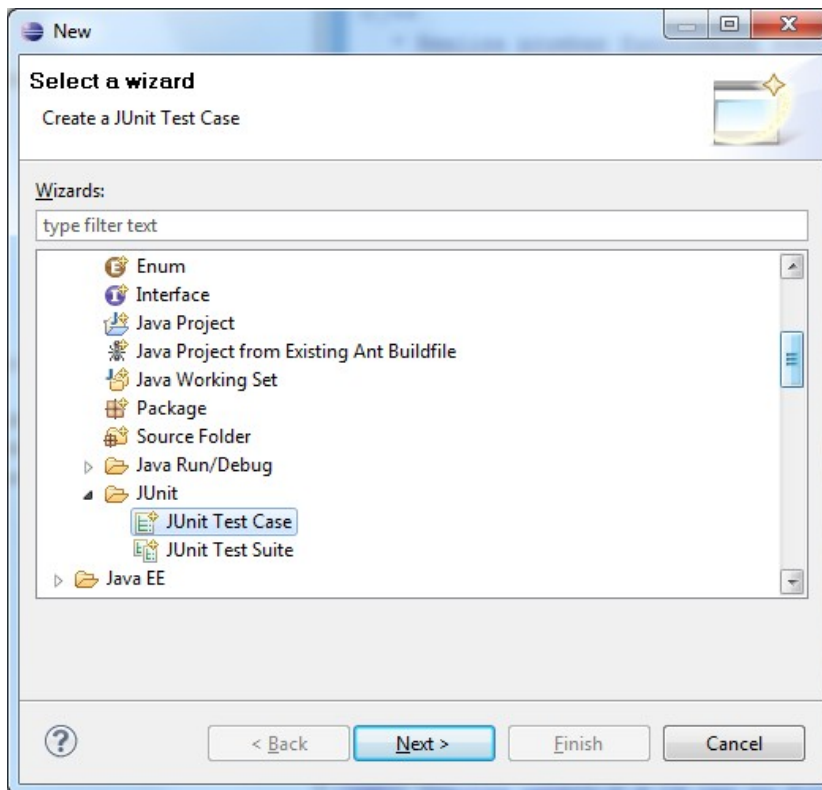 New
Select a wizard
Create a JUnit Test Case
Wizards:
type filter text
Enum
Interface
Java Project
Java Project from Existing Ant Buildfile
Java Working Set
Package
Source Folder
Java Run/Debug
JUnit
JUnit Test Case
JUnit Test Suite
Java EE
< Back Next > Finish Cancel